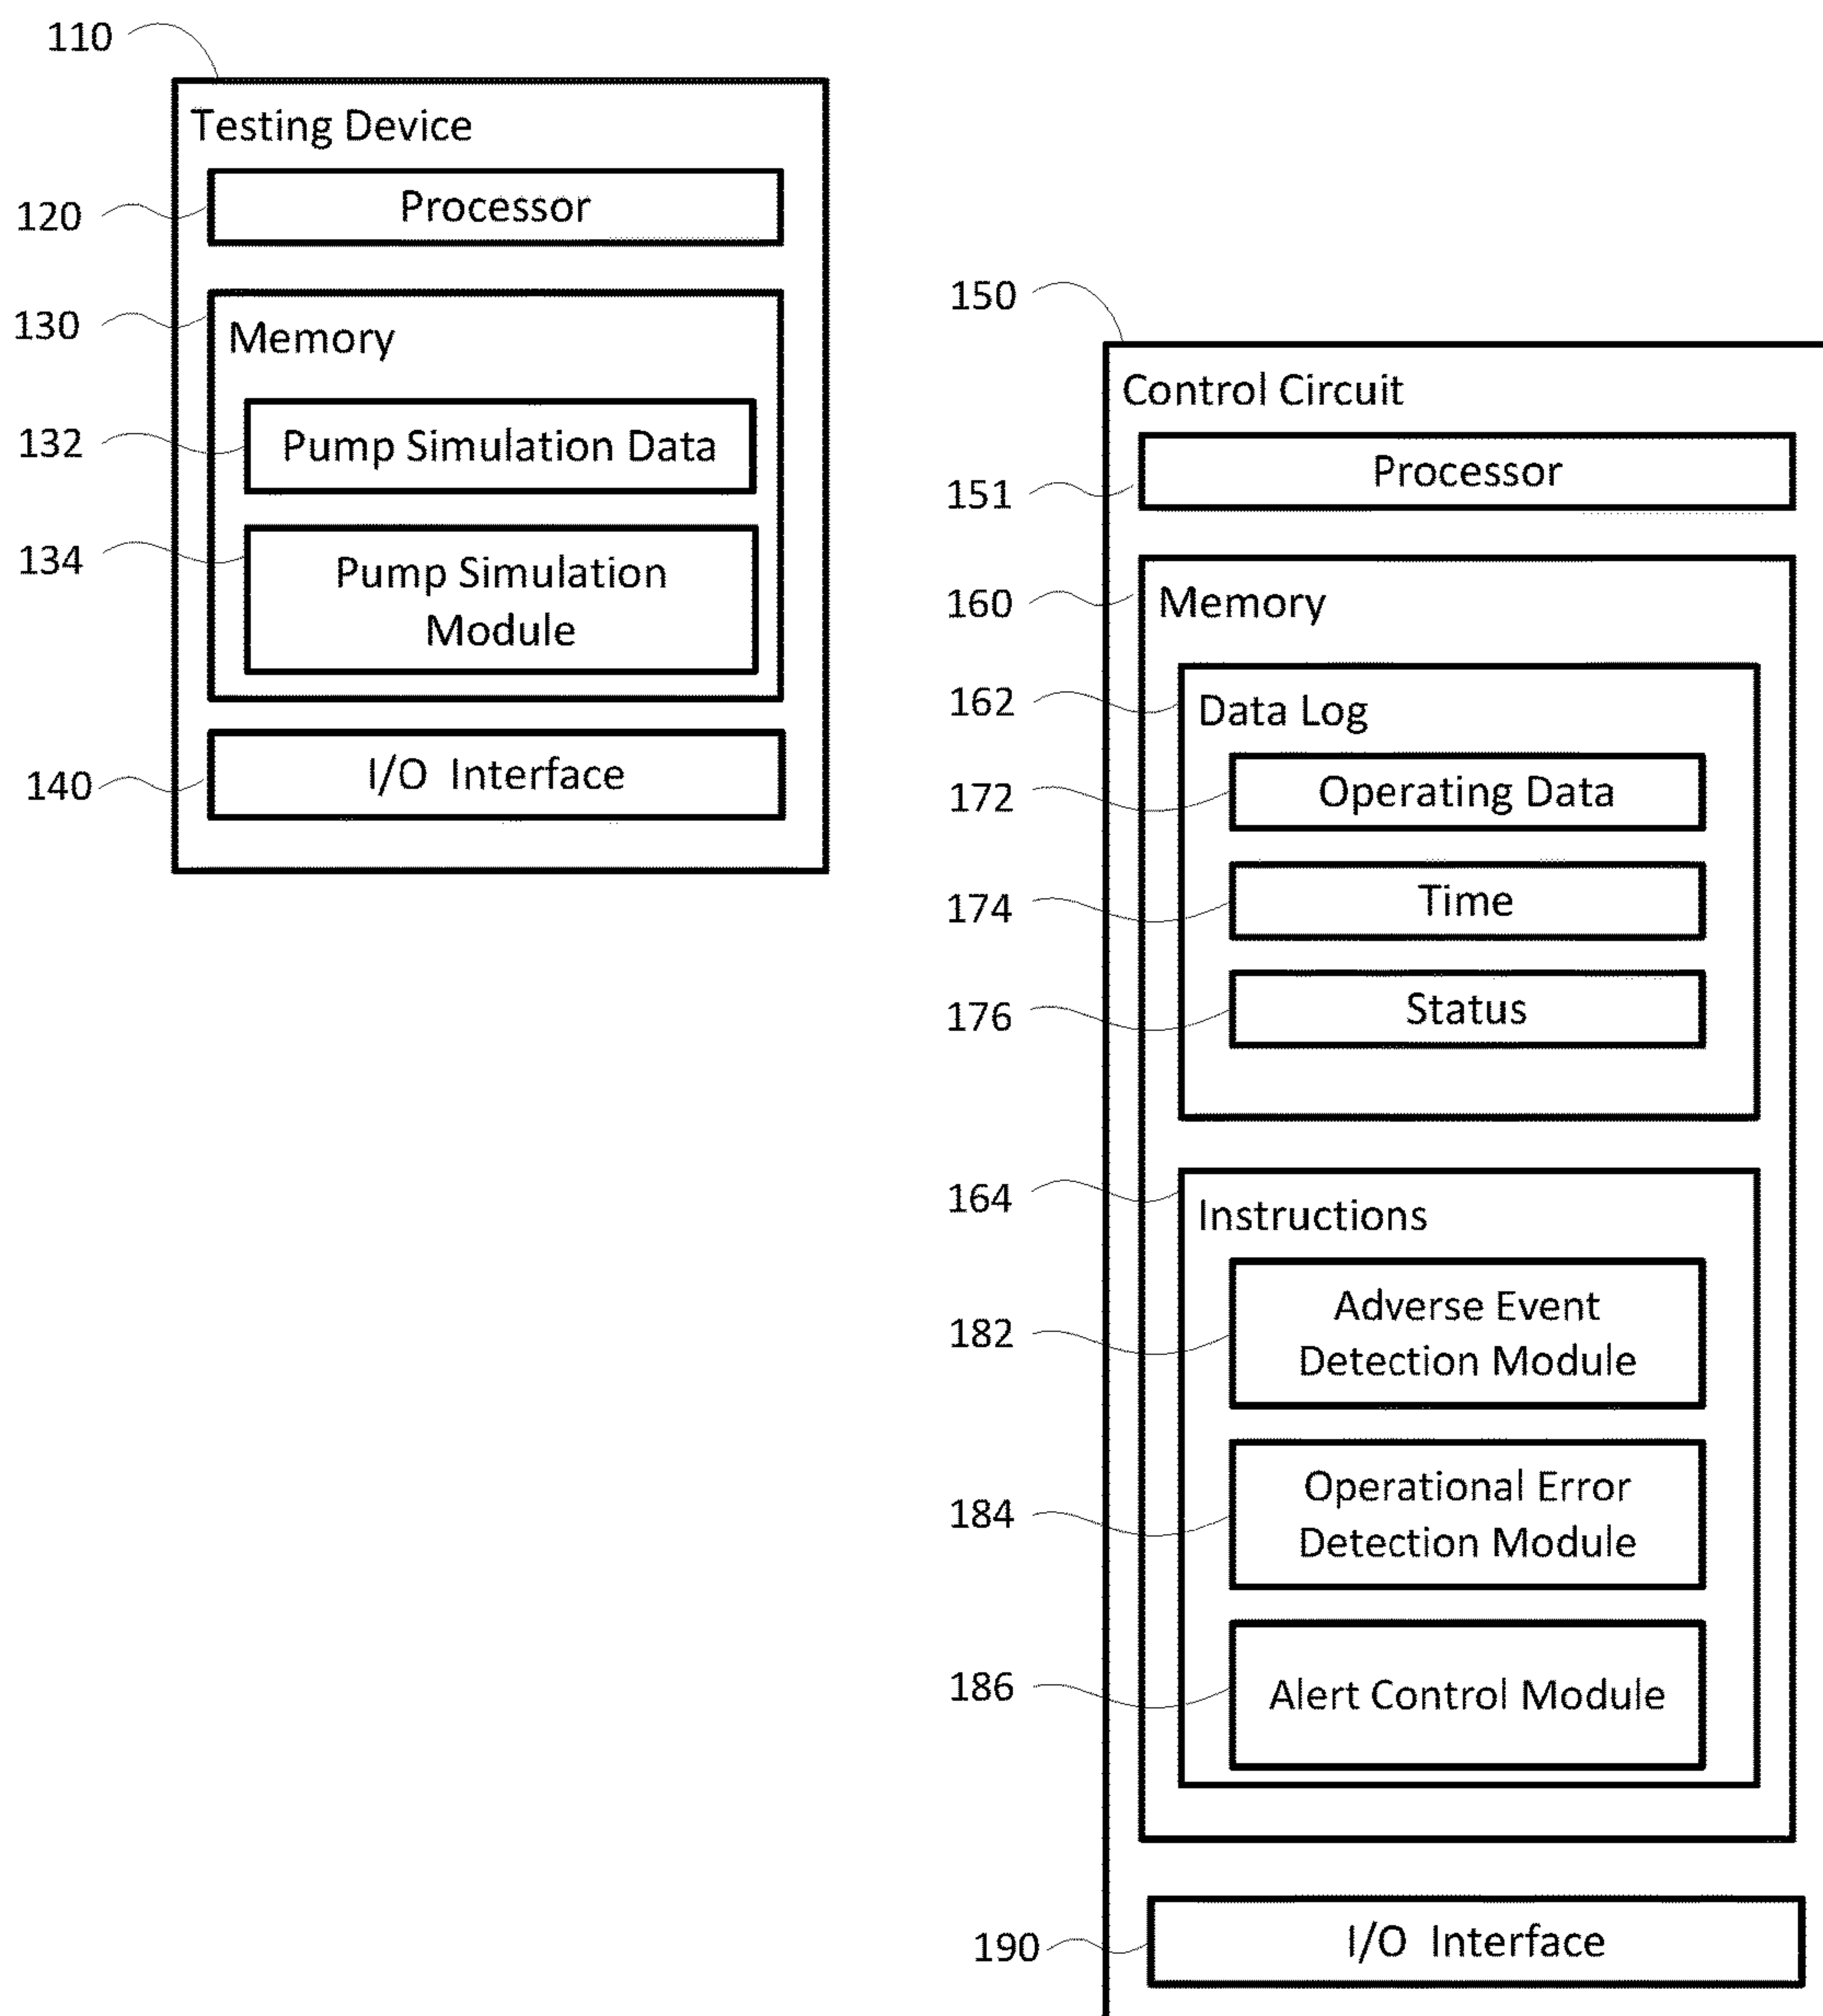 110
Testing Device
120
Processor
130
Memory
132
Pump Simulation Data
134
Pump Simulation
Module
140
I/O Interface
150
Control Circuit
151
Processor
160
Memory
162
Data Log
172
Operating Data
174
Time
176
Status
164
Instructions
182
Adverse Event
Detection Module
184
Operational Error
Detection Module
186
Alert Control Module
190
I/O Interface